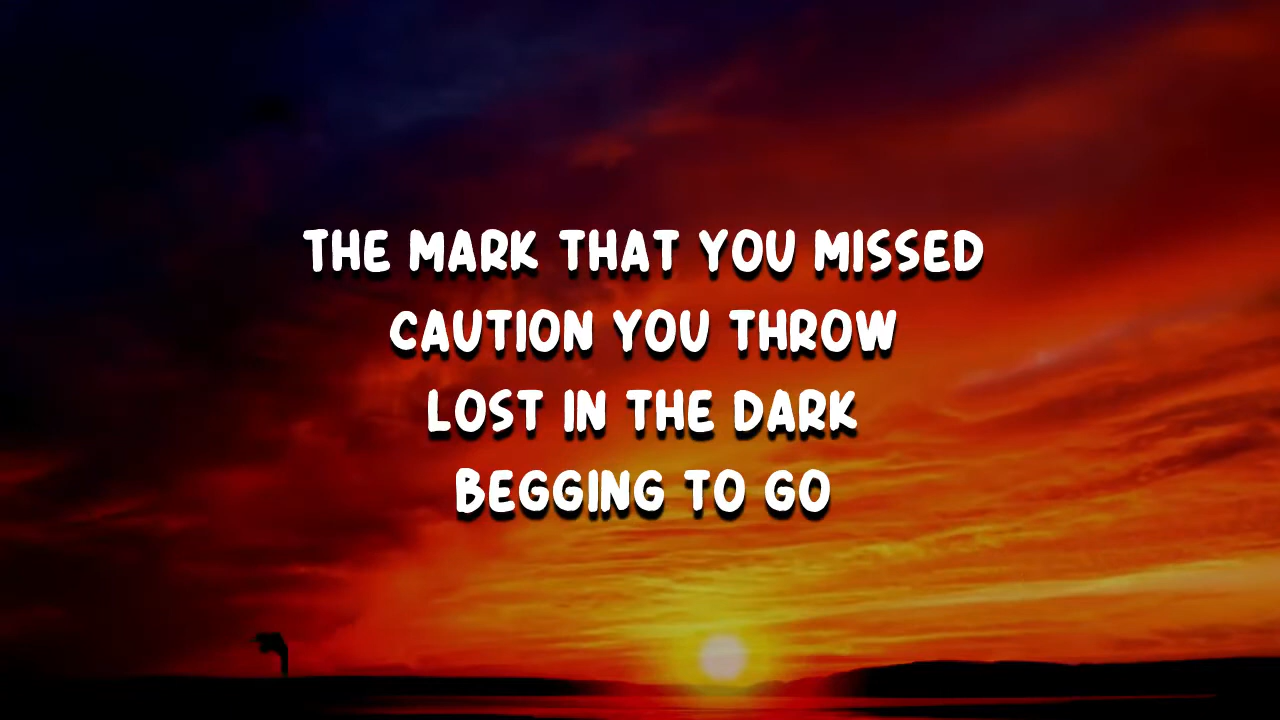 THE MARK THAT YOU MISSED
CAUTION YOU THROW
LOST IN THE DARK
BEGGING TO GO